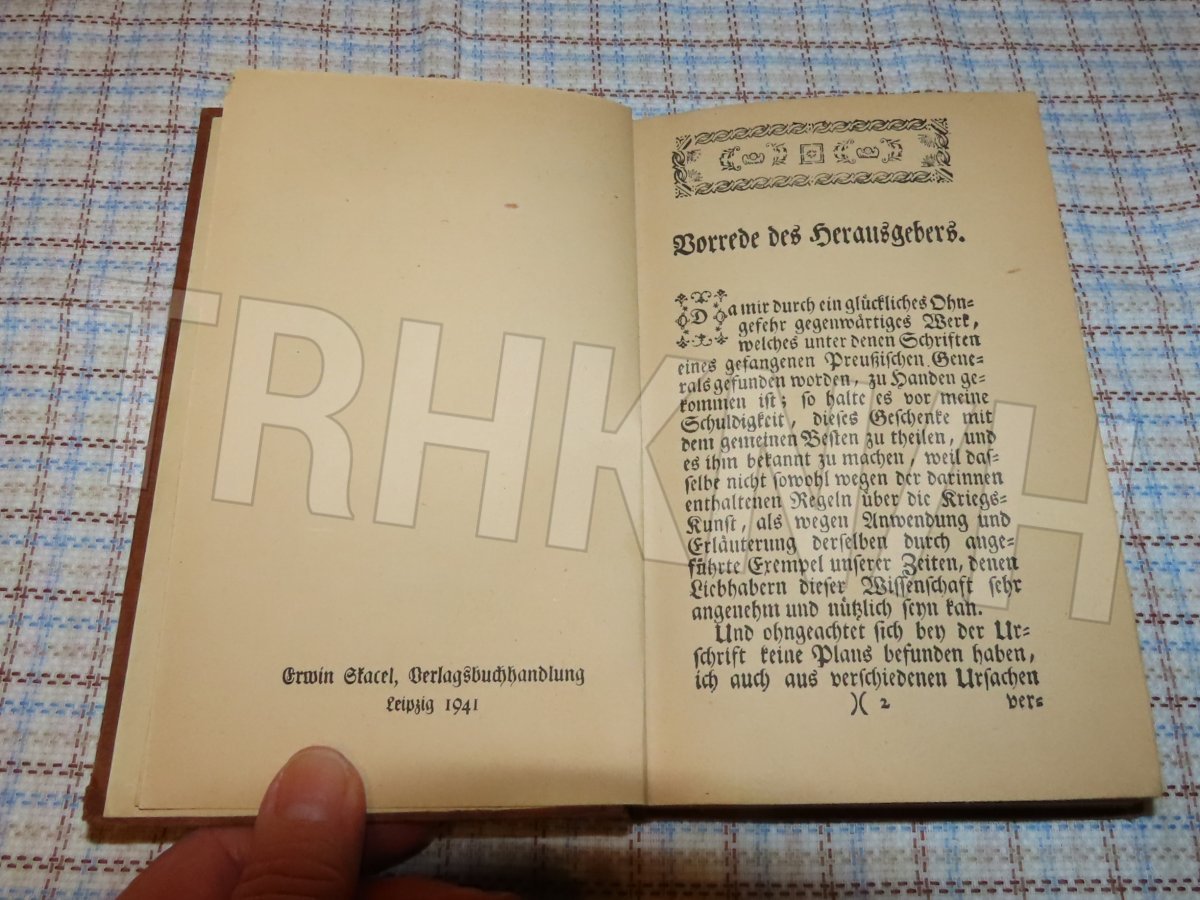 Erwin Skacel, Verlagsbuchhandlung
Leipzig 1941
Vorrede des Herausgebers.
Da mir durch ein glückliches Ohn-
gefehr gegenwärtiges Werk,
welches unter denen Schriften
eines gefangenen Preußischen Gene-
rals gefunden worden, zu Handen ge-
kommen ist; so halte es vor meine
Schuldigkeit, dieses Geschenke mit
dem gemeinen Besten zu theilen, und
es ihm bekannt zu machen, weil das-
selbe nicht sowohl wegen der darinnen
enthaltenen Regeln über die Kriegs-
Kunst, als wegen Anwendung und
Erläuterung derselben durch ange-
führte Exempel unserer Zeiten, denen
Liebhabern dieser Wissenschaft sehr
angenehm und nützlich seyn kan.
Und ohngeachtet sich bey der Ur-
schrift keine Plans befunden haben,
ich auch aus verschiedenen Ursachen
)( 2 ver-